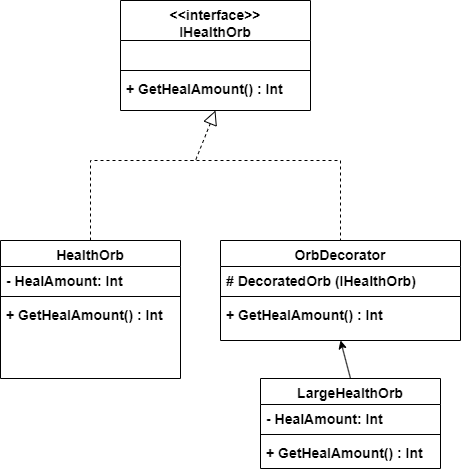 <<interface>>
IHealthOrb
+ GetHealAmount() : Int
HealthOrb
- HealAmount: Int
+ GetHealAmount() : Int
OrbDecorator
# DecoratedOrb (IHealthOrb)
+ GetHealAmount() : Int
LargeHealthOrb
- HealAmount: Int
+ GetHealAmount() : Int